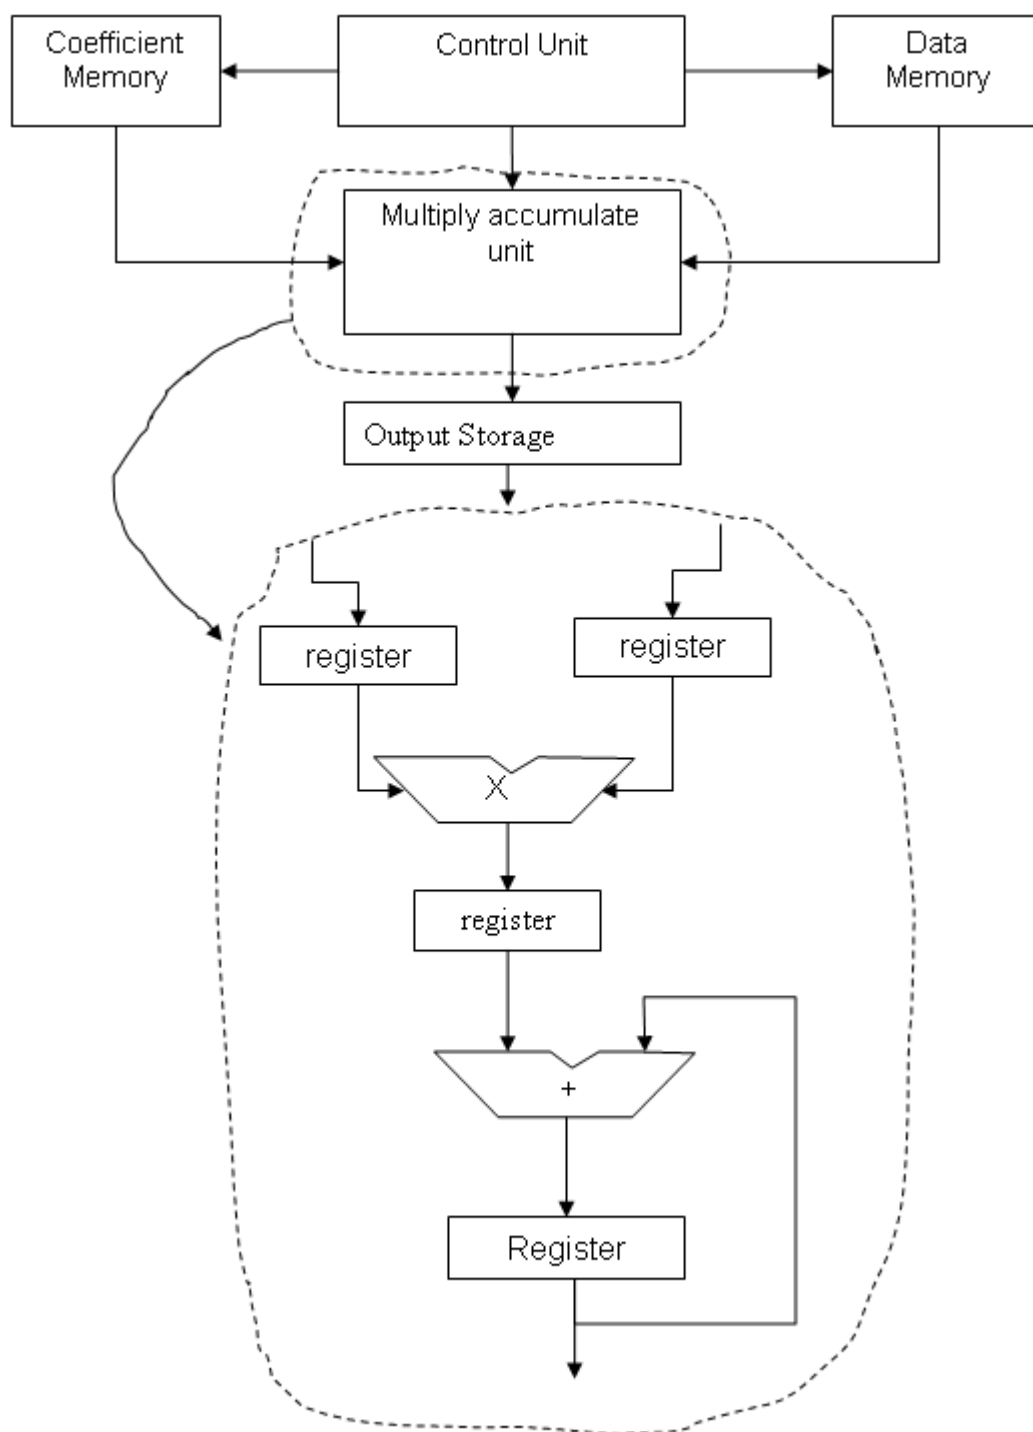 Coefficient
Memory
Control Unit
Data
Memory
Multiply accumulate
unit
Output Storage
register
register
X
register
+
Register